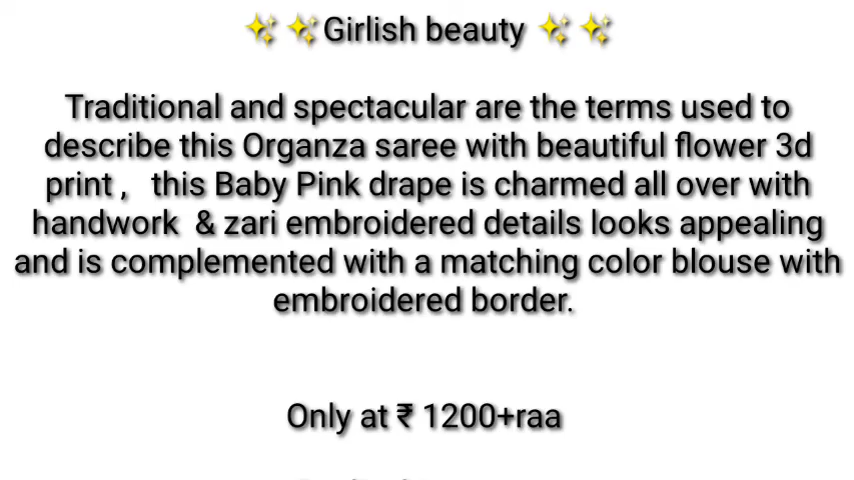 ✨✨Girlish beauty ✨✨
Traditional and spectacular are the terms used to
describe this Organza saree with beautiful flower 3d
print ,   this Baby Pink drape is charmed all over with
handwork  & zari embroidered details looks appealing
and is complemented with a matching color blouse with
embroidered border.
Only at ₹ 1200+raa